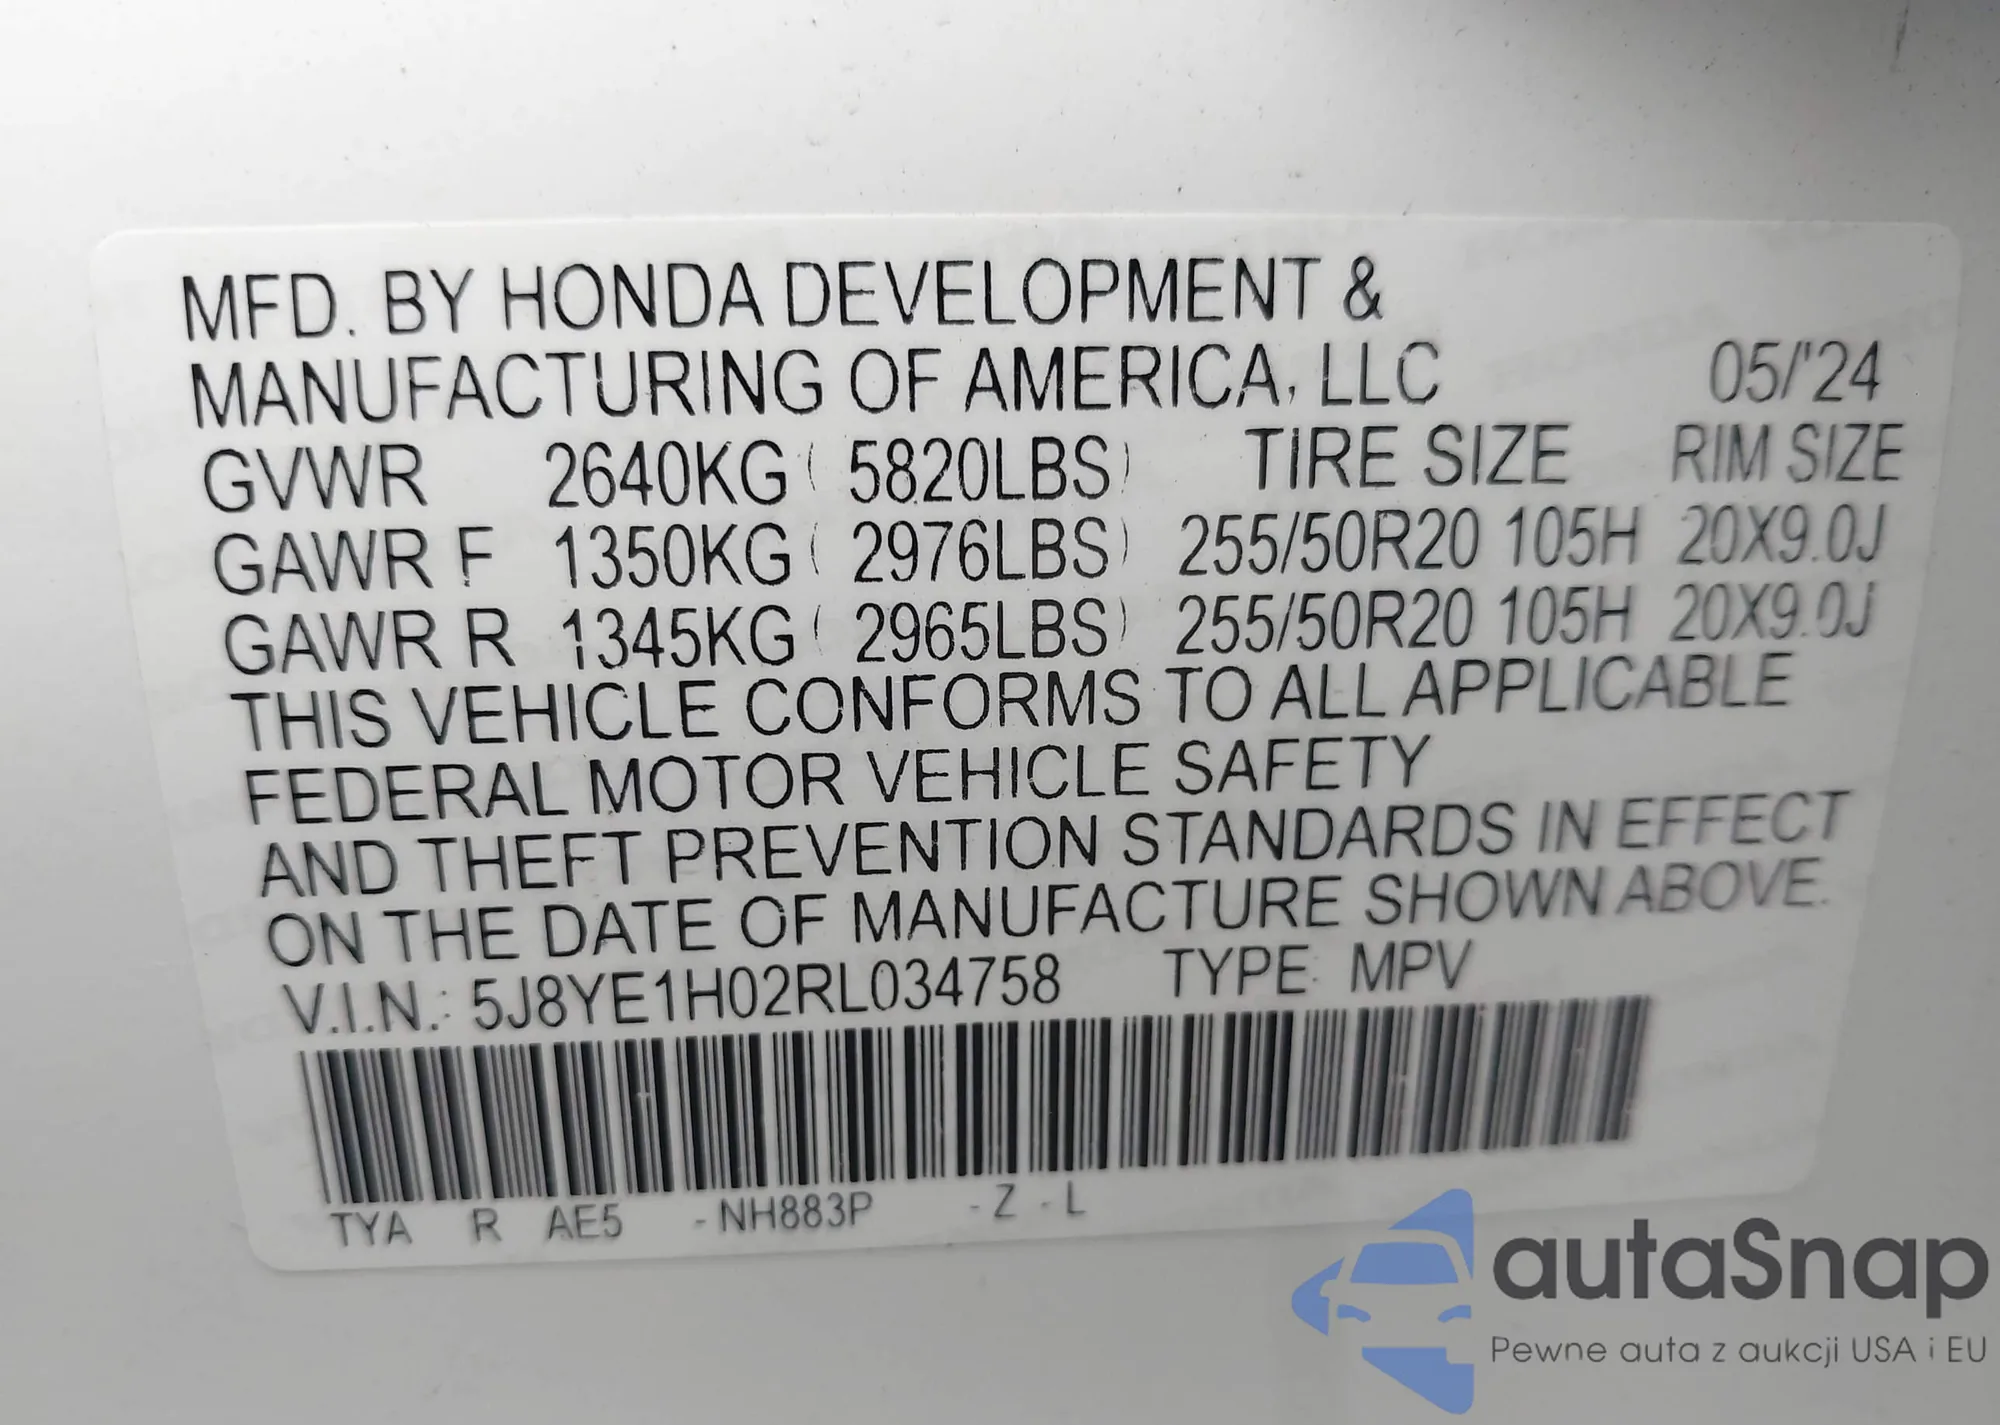 MFD. BY HONDA DEVELOPMENT &
MANUFACTURING OF AMERICA, LLC 05/'24
GVWR 2640KG ( 5820LBS) TIRE SIZE RIM SIZE
GAWR F 1350KG ( 2976LBS) 255/50R20 105H 20X9.0J
GAWR R 1345KG ( 2965LBS) 255/50R20 105H 20X9.0J
THIS VEHICLE CONFORMS TO ALL APPLICABLE
FEDERAL MOTOR VEHICLE SAFETY
AND THEFT PREVENTION STANDARDS IN EFFECT
ON THE DATE OF MANUFACTURE SHOWN ABOVE.
V.I.N.: 5J8YE1H02RL034758 TYPE: MPV
TYA R AE5 - NH883P - Z - L
autaSnap
Pewne auta z aukcji USA i EU